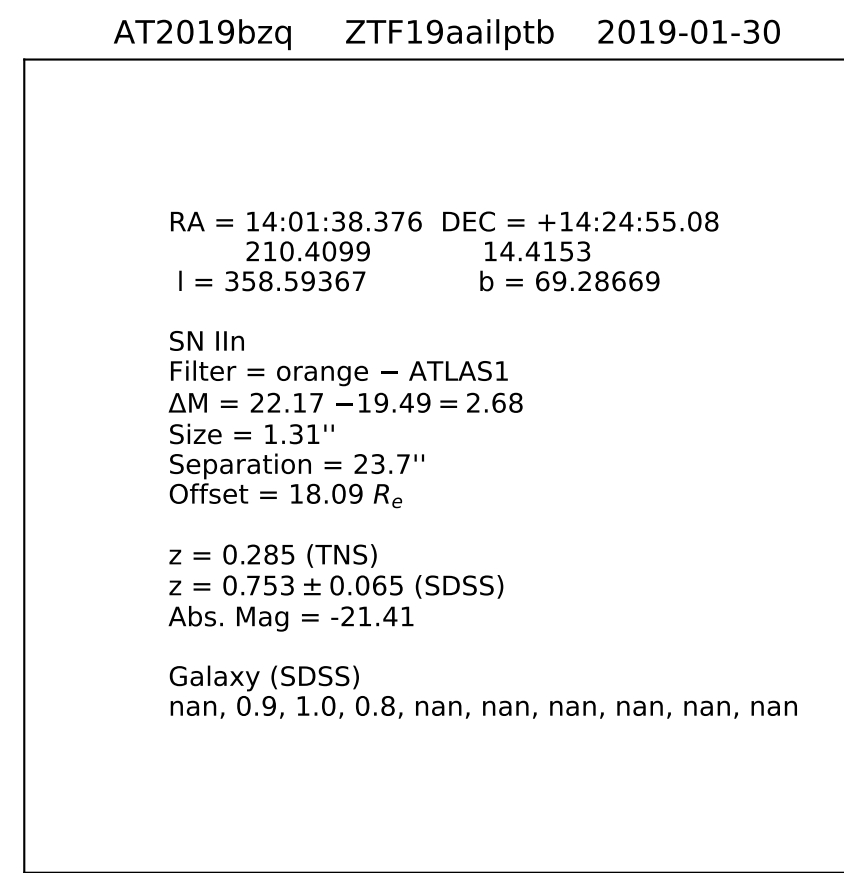 AT2019bzq ZTF19aailptb 2019-01-30
RA = 14:01:38.376 DEC = +14:24:55.08
210.4099 14.4153
l = 358.59367 b = 69.28669
SN IIn
Filter = orange − ATLAS1
ΔM = 22.17 −19.49 = 2.68
Size = 1.31''
Separation = 23.7''
Offset = 18.09 Rₑ
z = 0.285 (TNS)
z = 0.753 ± 0.065 (SDSS)
Abs. Mag = -21.41
Galaxy (SDSS)
nan, 0.9, 1.0, 0.8, nan, nan, nan, nan, nan, nan